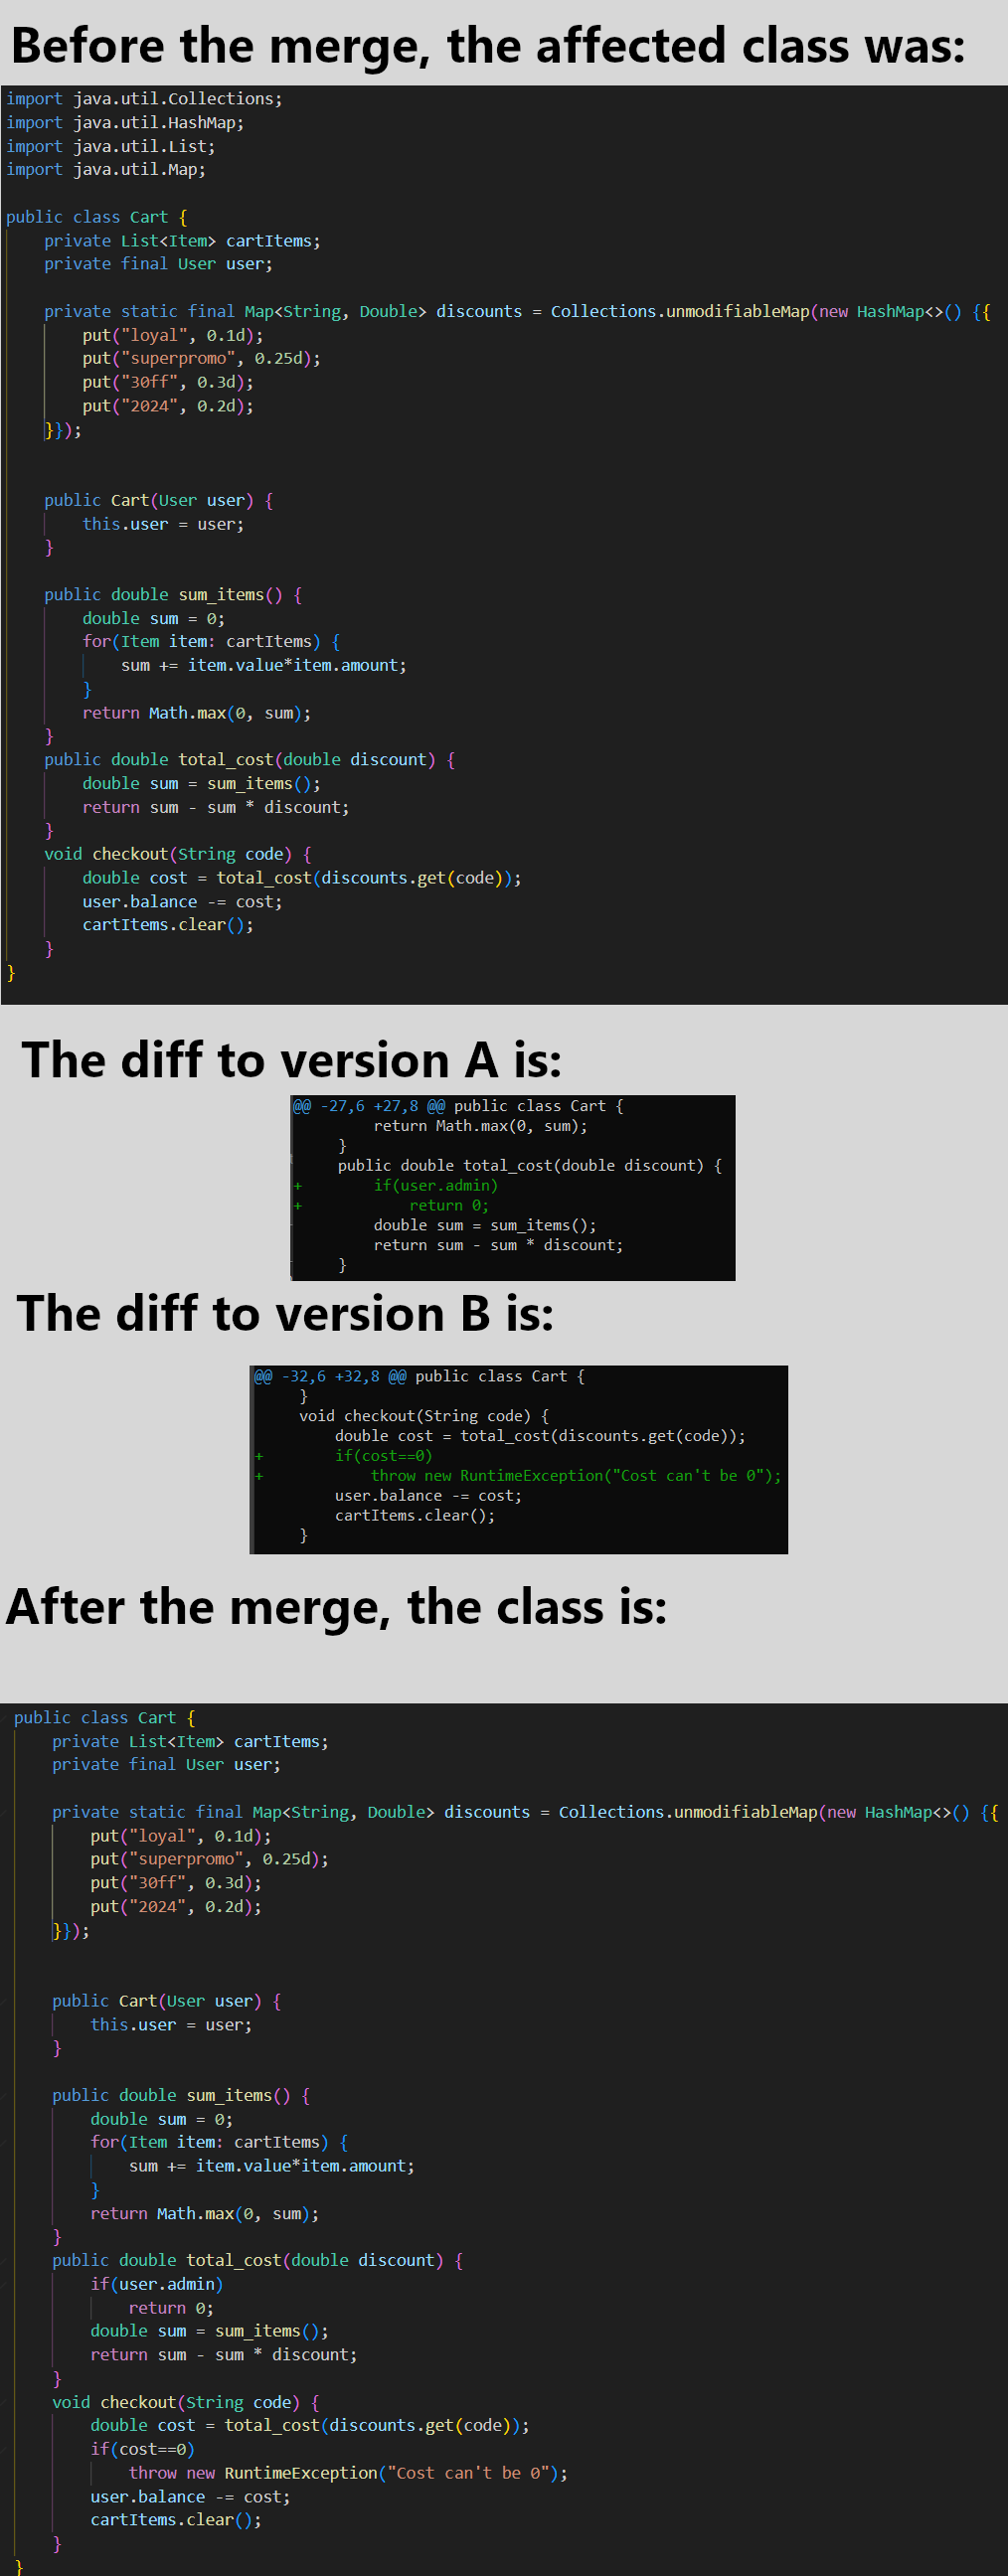 Before the merge, the affected class was:
import java.util.Collections;
import java.util.HashMap;
import java.util.List;
import java.util.Map;
public class Cart {
    private List<Item> cartItems;
    private final User user;
    private static final Map<String, Double> discounts = Collections.unmodifiableMap(new HashMap<>() {{
        put("loyal", 0.1d);
        put("superpromo", 0.25d);
        put("30ff", 0.3d);
        put("2024", 0.2d);
    }});
    public Cart(User user) {
        this.user = user;
    }
    public double sum_items() {
        double sum = 0;
        for(Item item: cartItems) {
            sum += item.value*item.amount;
        }
        return Math.max(0, sum);
    }
    public double total_cost(double discount) {
        double sum = sum_items();
        return sum - sum * discount;
    }
    void checkout(String code) {
        double cost = total_cost(discounts.get(code));
        user.balance -= cost;
        cartItems.clear();
    }
}
The diff to version A is:
@@ -27,6 +27,8 @@ public class Cart {
         return Math.max(0, sum);
     }
     public double total_cost(double discount) {
+        if(user.admin)
+            return 0;
         double sum = sum_items();
         return sum - sum * discount;
     }
The diff to version B is:
@@ -32,6 +32,8 @@ public class Cart {
     }
     void checkout(String code) {
         double cost = total_cost(discounts.get(code));
+        if(cost==0)
+            throw new RuntimeException("Cost can't be 0");
         user.balance -= cost;
         cartItems.clear();
     }
After the merge, the class is:
public class Cart {
    private List<Item> cartItems;
    private final User user;
    private static final Map<String, Double> discounts = Collections.unmodifiableMap(new HashMap<>() {{
        put("loyal", 0.1d);
        put("superpromo", 0.25d);
        put("30ff", 0.3d);
        put("2024", 0.2d);
    }});
    public Cart(User user) {
        this.user = user;
    }
    public double sum_items() {
        double sum = 0;
        for(Item item: cartItems) {
            sum += item.value*item.amount;
        }
        return Math.max(0, sum);
    }
    public double total_cost(double discount) {
        if(user.admin)
            return 0;
        double sum = sum_items();
        return sum - sum * discount;
    }
    void checkout(String code) {
        double cost = total_cost(discounts.get(code));
        if(cost==0)
            throw new RuntimeException("Cost can't be 0");
        user.balance -= cost;
        cartItems.clear();
    }
}